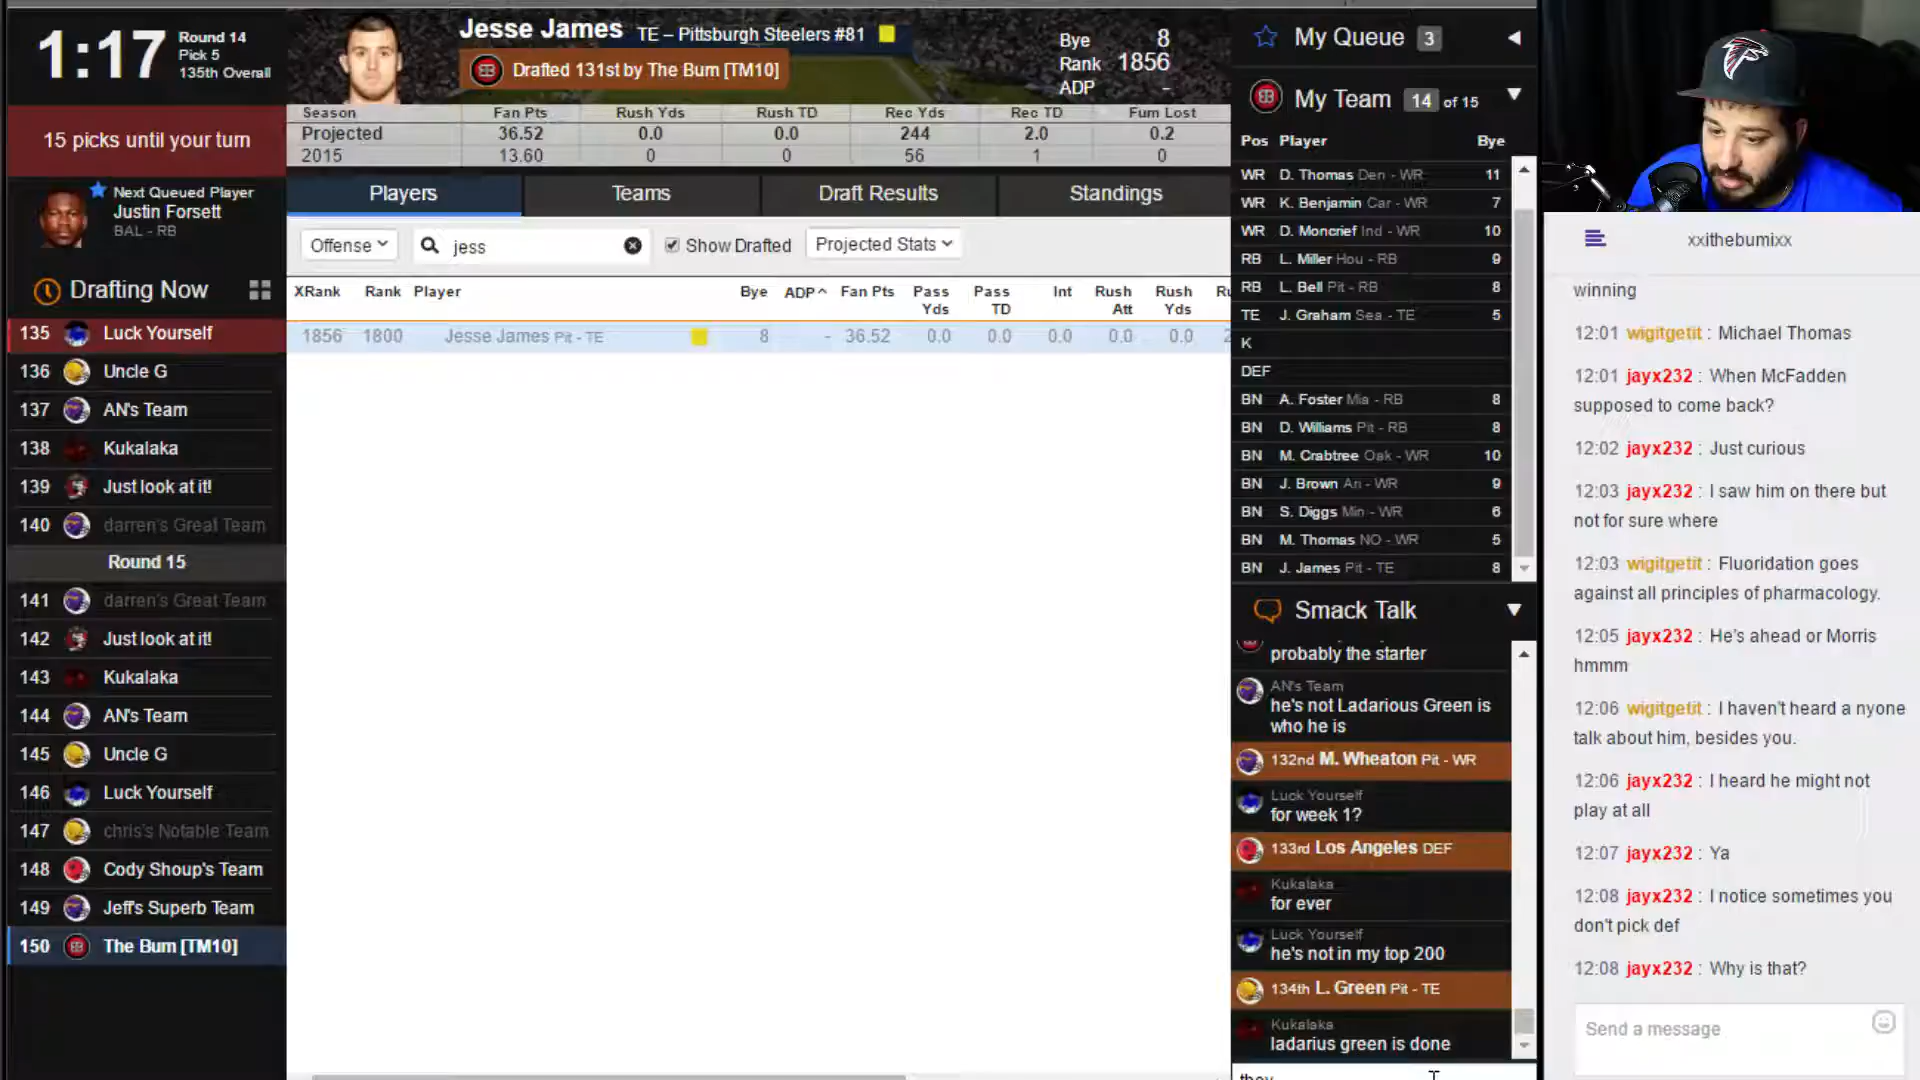 1:17
Round 14
Pick 5
135th Overall
15 picks until your turn
Next Queued Player
Justin Forsett
BAL - RB
Drafting Now
135 Luck Yourself
136 Uncle G
137 AN's Team
138 Kukalaka
139 Just look at it!
140 darren's Great Team
Round 15
141 darren's Great Team
142 Just look at it!
143 Kukalaka
144 AN's Team
145 Uncle G
146 Luck Yourself
147 chris's Notable Team
148 Cody Shoup's Team
149 Jeff's Superb Team
150 The Bum [TM10]
Jesse James TE – Pittsburgh Steelers #81
Drafted 131st by The Bum [TM10]
Bye 8
Rank 1856
ADP -
Season Fan Pts Rush Yds Rush TD Rec Yds Rec TD Fum Lost
Projected 36.52 0.0 0.0 244 2.0 0.2
2015 13.60 0 0 56 1 0
Players Teams Draft Results Standings
Offense jess Show Drafted Projected Stats
XRank Rank Player Bye ADP Fan Pts Pass Yds Pass TD Int Rush Att Rush Yds Ru
1856 1800 Jesse James Pit - TE 8 - 36.52 0.0 0.0 0.0 0.0 0.0 2
My Queue 3
My Team 14 of 15
Pos Player Bye
WR D. Thomas Den - WR 11
WR K. Benjamin Car - WR 7
WR D. Moncrief Ind - WR 10
RB L. Miller Hou - RB 9
RB L. Bell Pit - RB 8
TE J. Graham Sea - TE 5
K
DEF
BN A. Foster Mia - RB 8
BN D. Williams Pit - RB 8
BN M. Crabtree Oak - WR 10
BN J. Brown Ari - WR 9
BN S. Diggs Min - WR 6
BN M. Thomas NO - WR 5
BN J. James Pit - TE 8
Smack Talk
probably the starter
AN's Team
he's not Ladarious Green is
who he is
132nd M. Wheaton Pit - WR
Luck Yourself
for week 1?
133rd Los Angeles DEF
Kukalaka
for ever
Luck Yourself
he's not in my top 200
134th L. Green Pit - TE
Kukalaka
ladarius green is done
they
xxithebumixx
winning
12:01 wigitgetit : Michael Thomas
12:01 jayx232 : When McFadden
supposed to come back?
12:02 jayx232 : Just curious
12:03 jayx232 : I saw him on there but
not for sure where
12:03 wigitgetit : Fluoridation goes
against all principles of pharmacology.
12:05 jayx232 : He's ahead or Morris
hmmm
12:06 wigitgetit : I haven't heard a nyone
talk about him, besides you.
12:06 jayx232 : I heard he might not
play at all
12:07 jayx232 : Ya
12:08 jayx232 : I notice sometimes you
don't pick def
12:08 jayx232 : Why is that?
Send a message